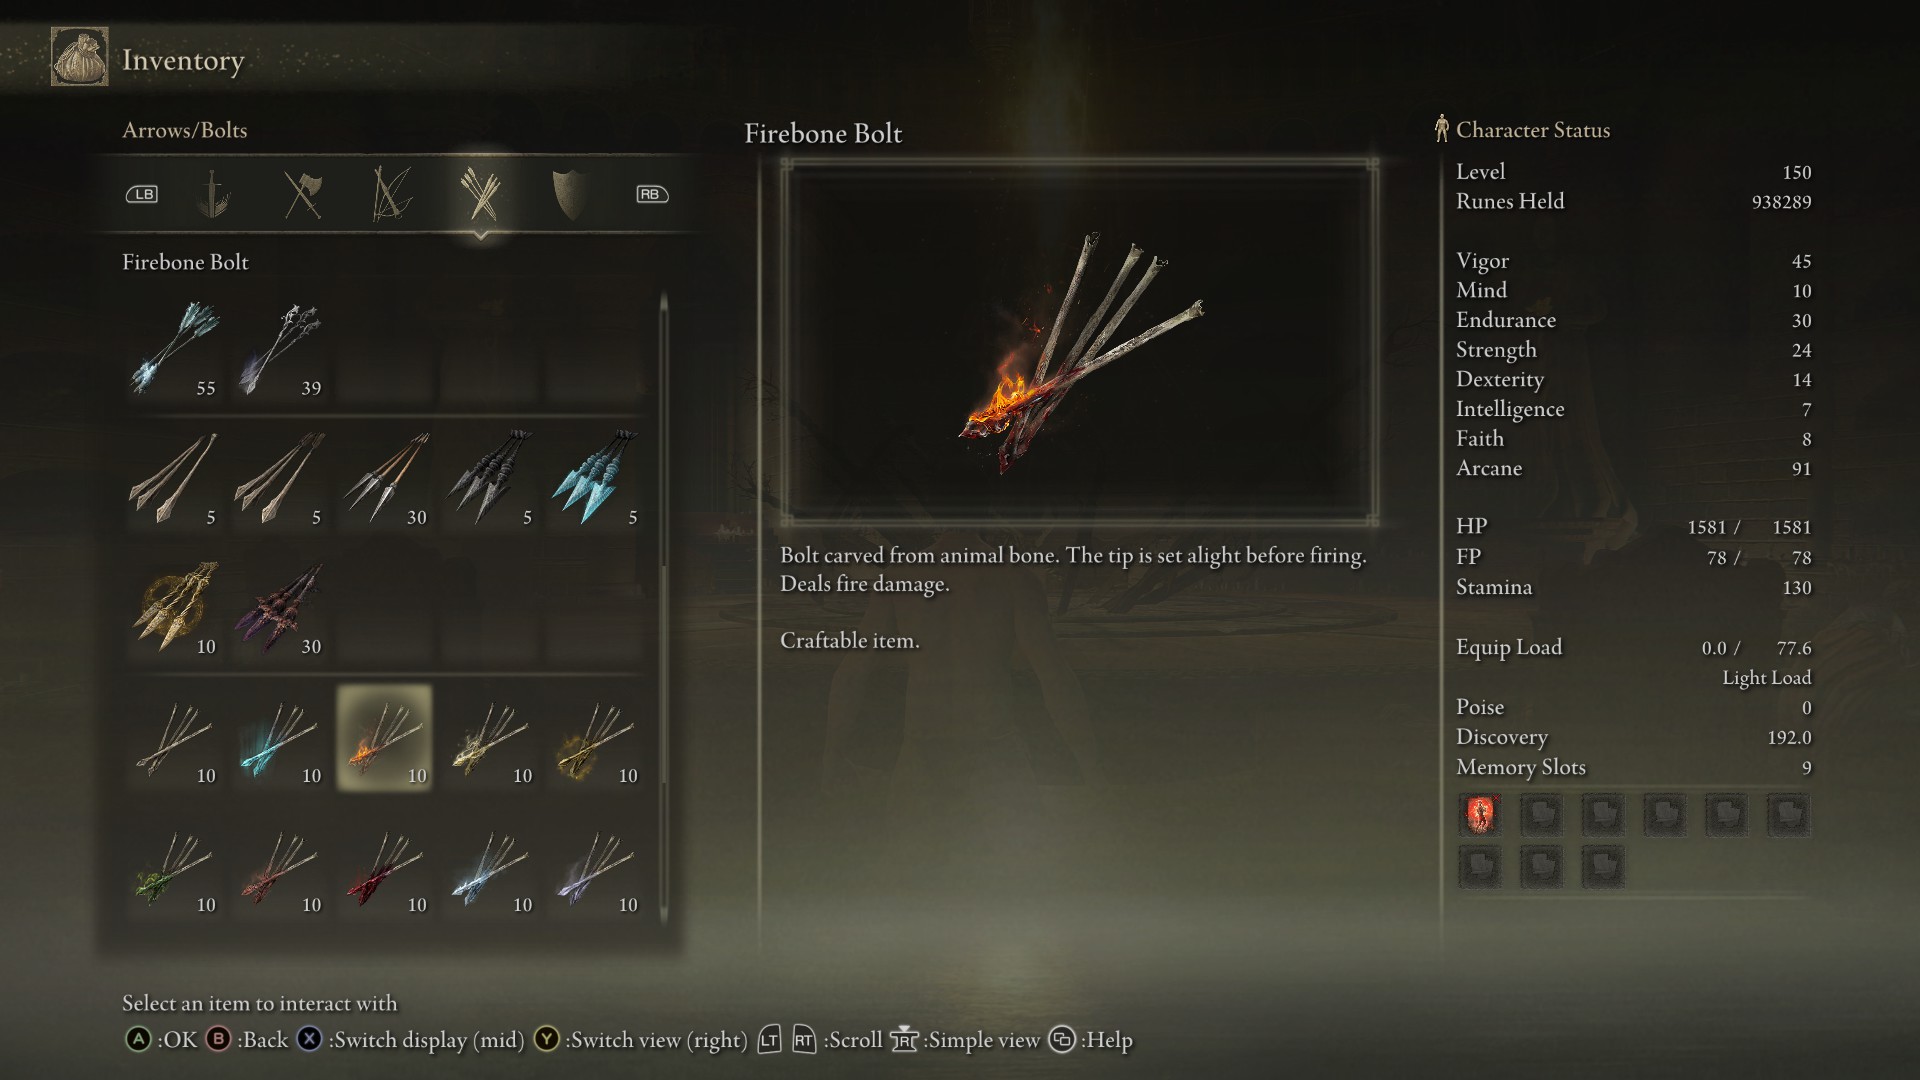 Inventory
Arrows/Bolts
LB
RB
Firebone Bolt
55
39
5
5
30
5
5
10
30
10
10
10
10
10
10
10
10
10
10
Firebone Bolt
Bolt carved from animal bone. The tip is set alight before firing.
Deals fire damage.
Craftable item.
Character Status
Level 150
Runes Held 938289
Vigor 45
Mind 10
Endurance 30
Strength 24
Dexterity 14
Intelligence 7
Faith 8
Arcane 91
HP 1581 / 1581
FP 78 / 78
Stamina 130
Equip Load 0.0 / 77.6
Light Load
Poise 0
Discovery 192.0
Memory Slots 9
Select an item to interact with
A :OK B :Back X :Switch display (mid) Y :Switch view (right) LT RT :Scroll R :Simple view :Help